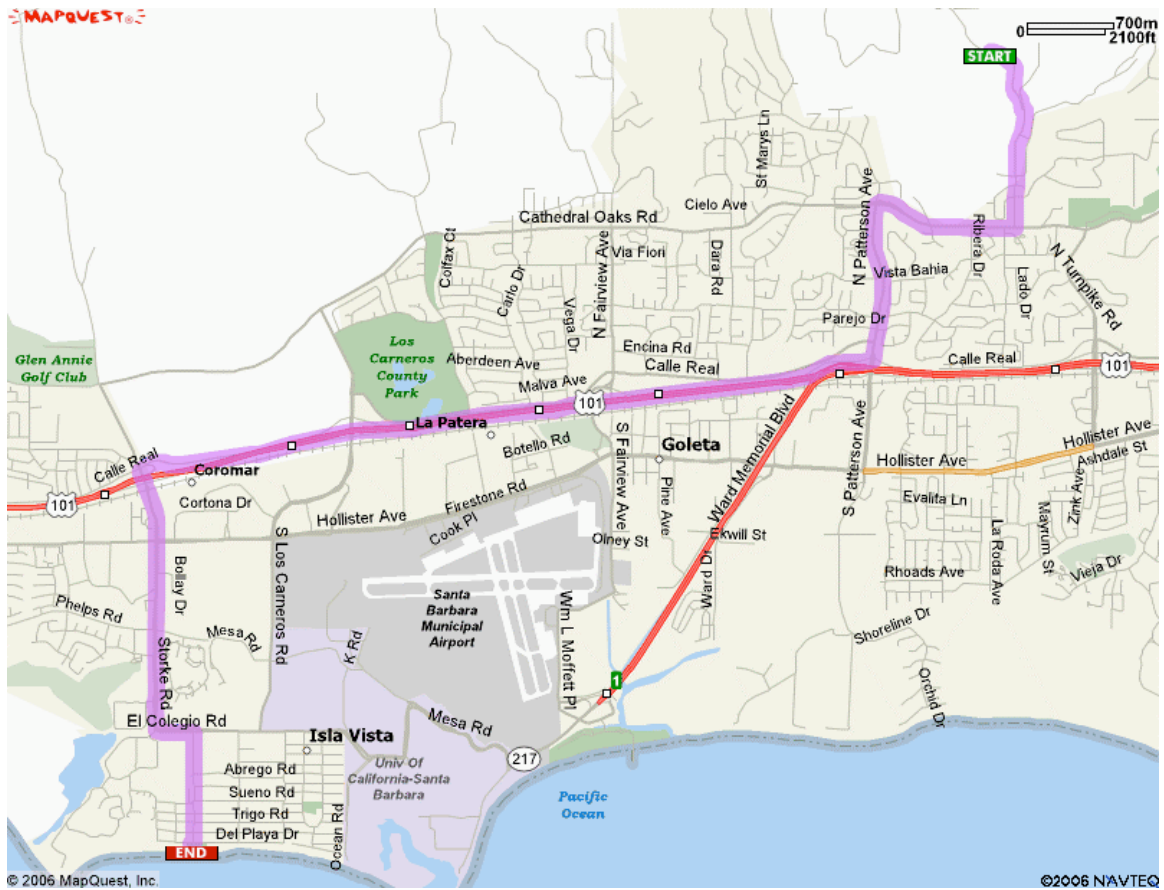 MAPQUEST
0 700m
2100ft
START
St Marys Ln
N Patterson Ave
Cielo Ave
Cathedral Oaks Rd
Ribera Dr
Colfax Ct
Via Fiori
Dara Rd
N Fairview Ave
Carlo Dr
Vista Bahia
Lado Dr
N Turnpike Rd
Vega Dr
Parejo Dr
Glen Annie
Golf Club
Los
Carneros
County
Park
Aberdeen Ave
Encina Rd
Calle Real
Calle Real
101
Malva Ave
101
La Patera
Botello Rd
S Fairview Ave
Goleta
Ward Memorial Blvd
Hollister Ave
Ashdale St
Calle Real
Coromar
Hollister Ave
101
Cortona Dr
Firestone Rd
Pine Ave
S Patterson Ave
Evalita Ln
Zink Ave
Hollister Ave
Cook Pl
Olney St
Ekwill St
La Roda Ave
Mayrum St
S Los Carneros Rd
Bollay Dr
Ward Dr
Rhoads Ave
Vieja Dr
Phelps Rd
Santa
Barbara
Municipal
Airport
Wm L Moffett Pl
Mesa Rd
K Rd
Shoreline Dr
Storke Rd
1
Orchid Dr
El Colegio Rd
Mesa Rd
Isla Vista
217
Abrego Rd
Univ Of
California-Santa
Barbara
Sueno Rd
Pacific
Ocean
Trigo Rd
Del Playa Dr
Ocean Rd
END
© 2006 MapQuest, Inc.
©2006 NAVTEQ